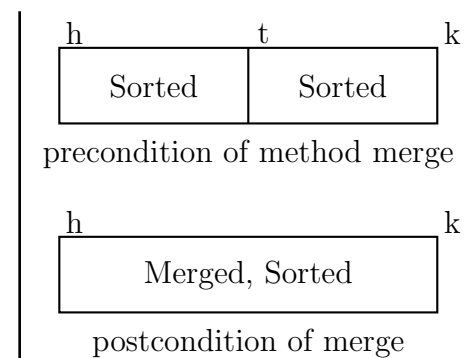 h t k
Sorted Sorted
precondition of method merge
h k
Merged, Sorted
postcondition of merge